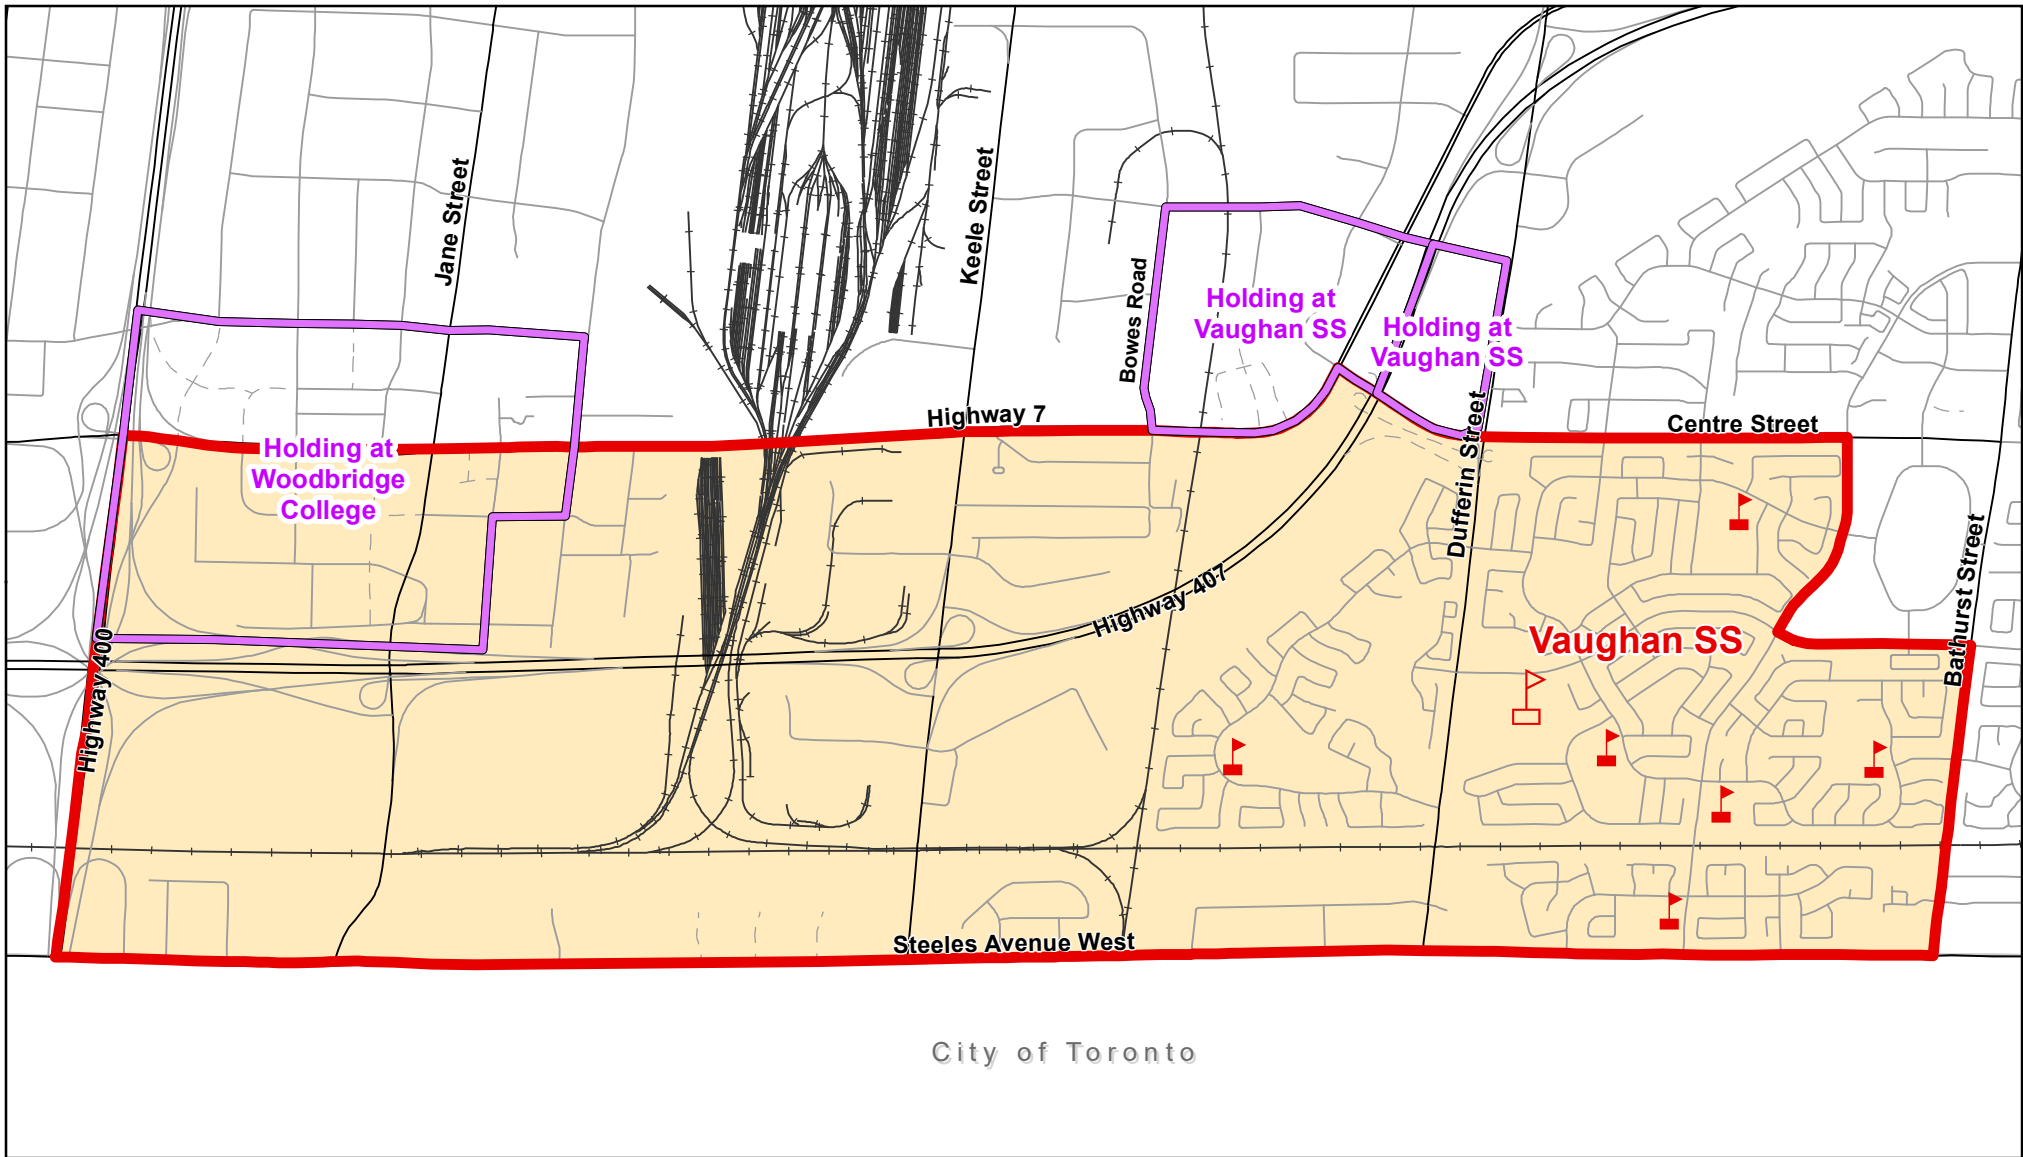 Jane Street
Keele Street
Bowes Road
Holding at
Vaughan SS
Holding at
Vaughan SS
Highway 7
Centre Street
Holding at
Woodbridge
College
Dufferin Street
Highway 407
Bathurst Street
Vaughan SS
Highway 400
Steeles Avenue West
City of Toronto